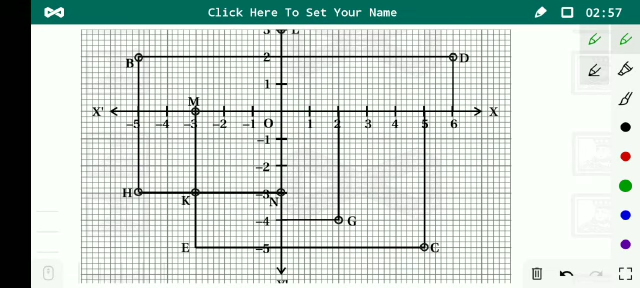 Click Here To Set Your Name
02:57
3 L
B 2 D
1
M
X' -5 -4 -3 -2 -1 O 1 2 3 4 5 6 X
-1
-2
H K -3 N
-4 G
E -5 C